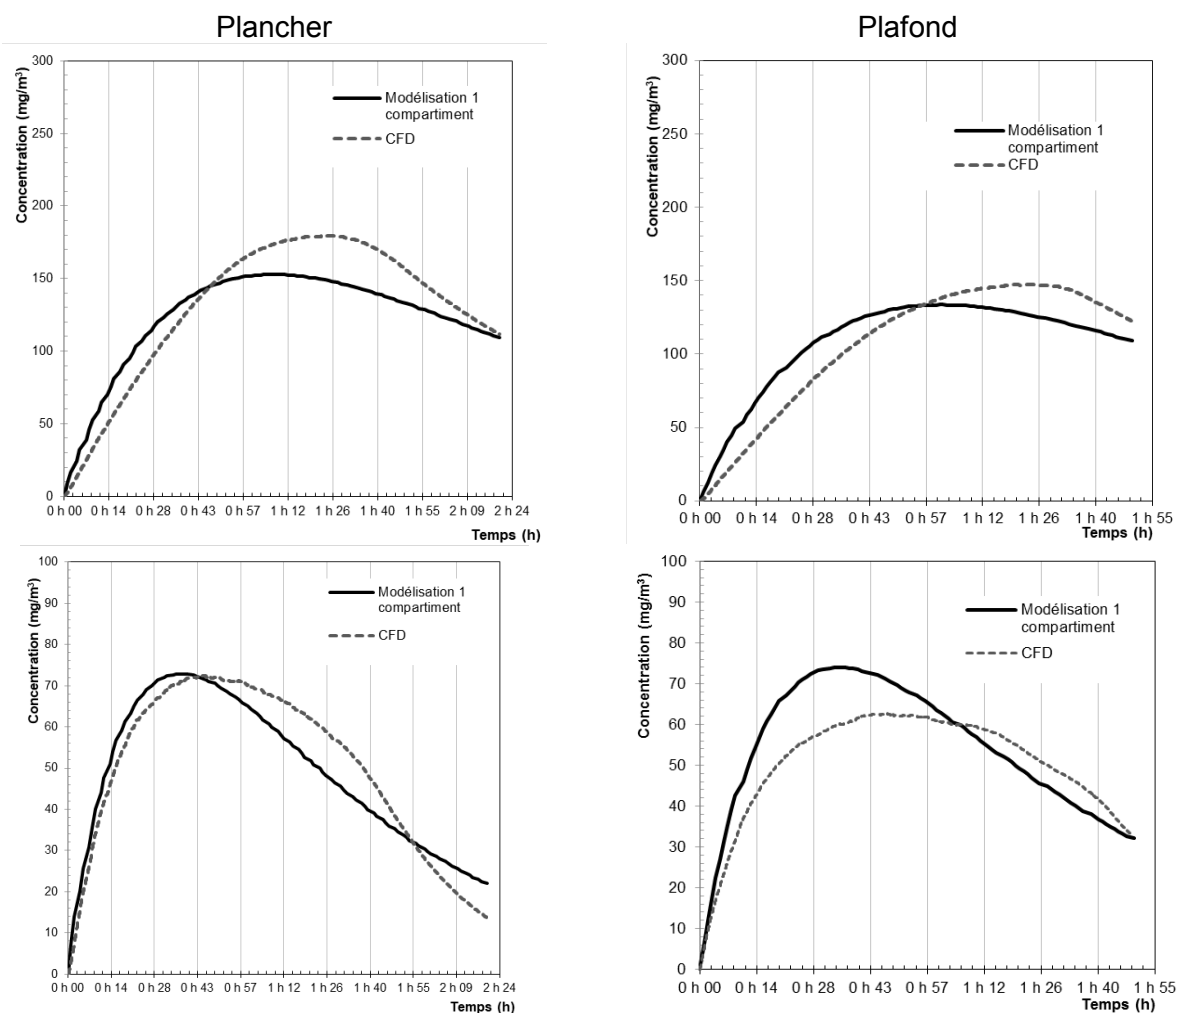 Plancher
Plafond
Concentration (mg/m³)
300
250
200
150
100
50
0
Modélisation 1
compartiment
CFD
0 h 00 0 h 14 0 h 28 0 h 43 0 h 57 1 h 12 1 h 26 1 h 40 1 h 55 2 h 09 2 h 24
Temps (h)
Concentration (mg/m³)
300
250
200
150
100
50
0
Modélisation 1
compartiment
CFD
0 h 00 0 h 14 0 h 28 0 h 43 0 h 57 1 h 12 1 h 26 1 h 40 1 h 55
Temps (h)
Concentration (mg/m³)
100
90
80
70
60
50
40
30
20
10
0
Modélisation 1
compartiment
CFD
0 h 00 0 h 14 0 h 28 0 h 43 0 h 57 1 h 12 1 h 26 1 h 40 1 h 55 2 h 09 2 h 24
Temps (h)
Concentration (mg/m³)
100
90
80
70
60
50
40
30
20
10
0
Modélisation 1
compartiment
CFD
0 h 00 0 h 14 0 h 28 0 h 43 0 h 57 1 h 12 1 h 26 1 h 40 1 h 55
Temps (h)